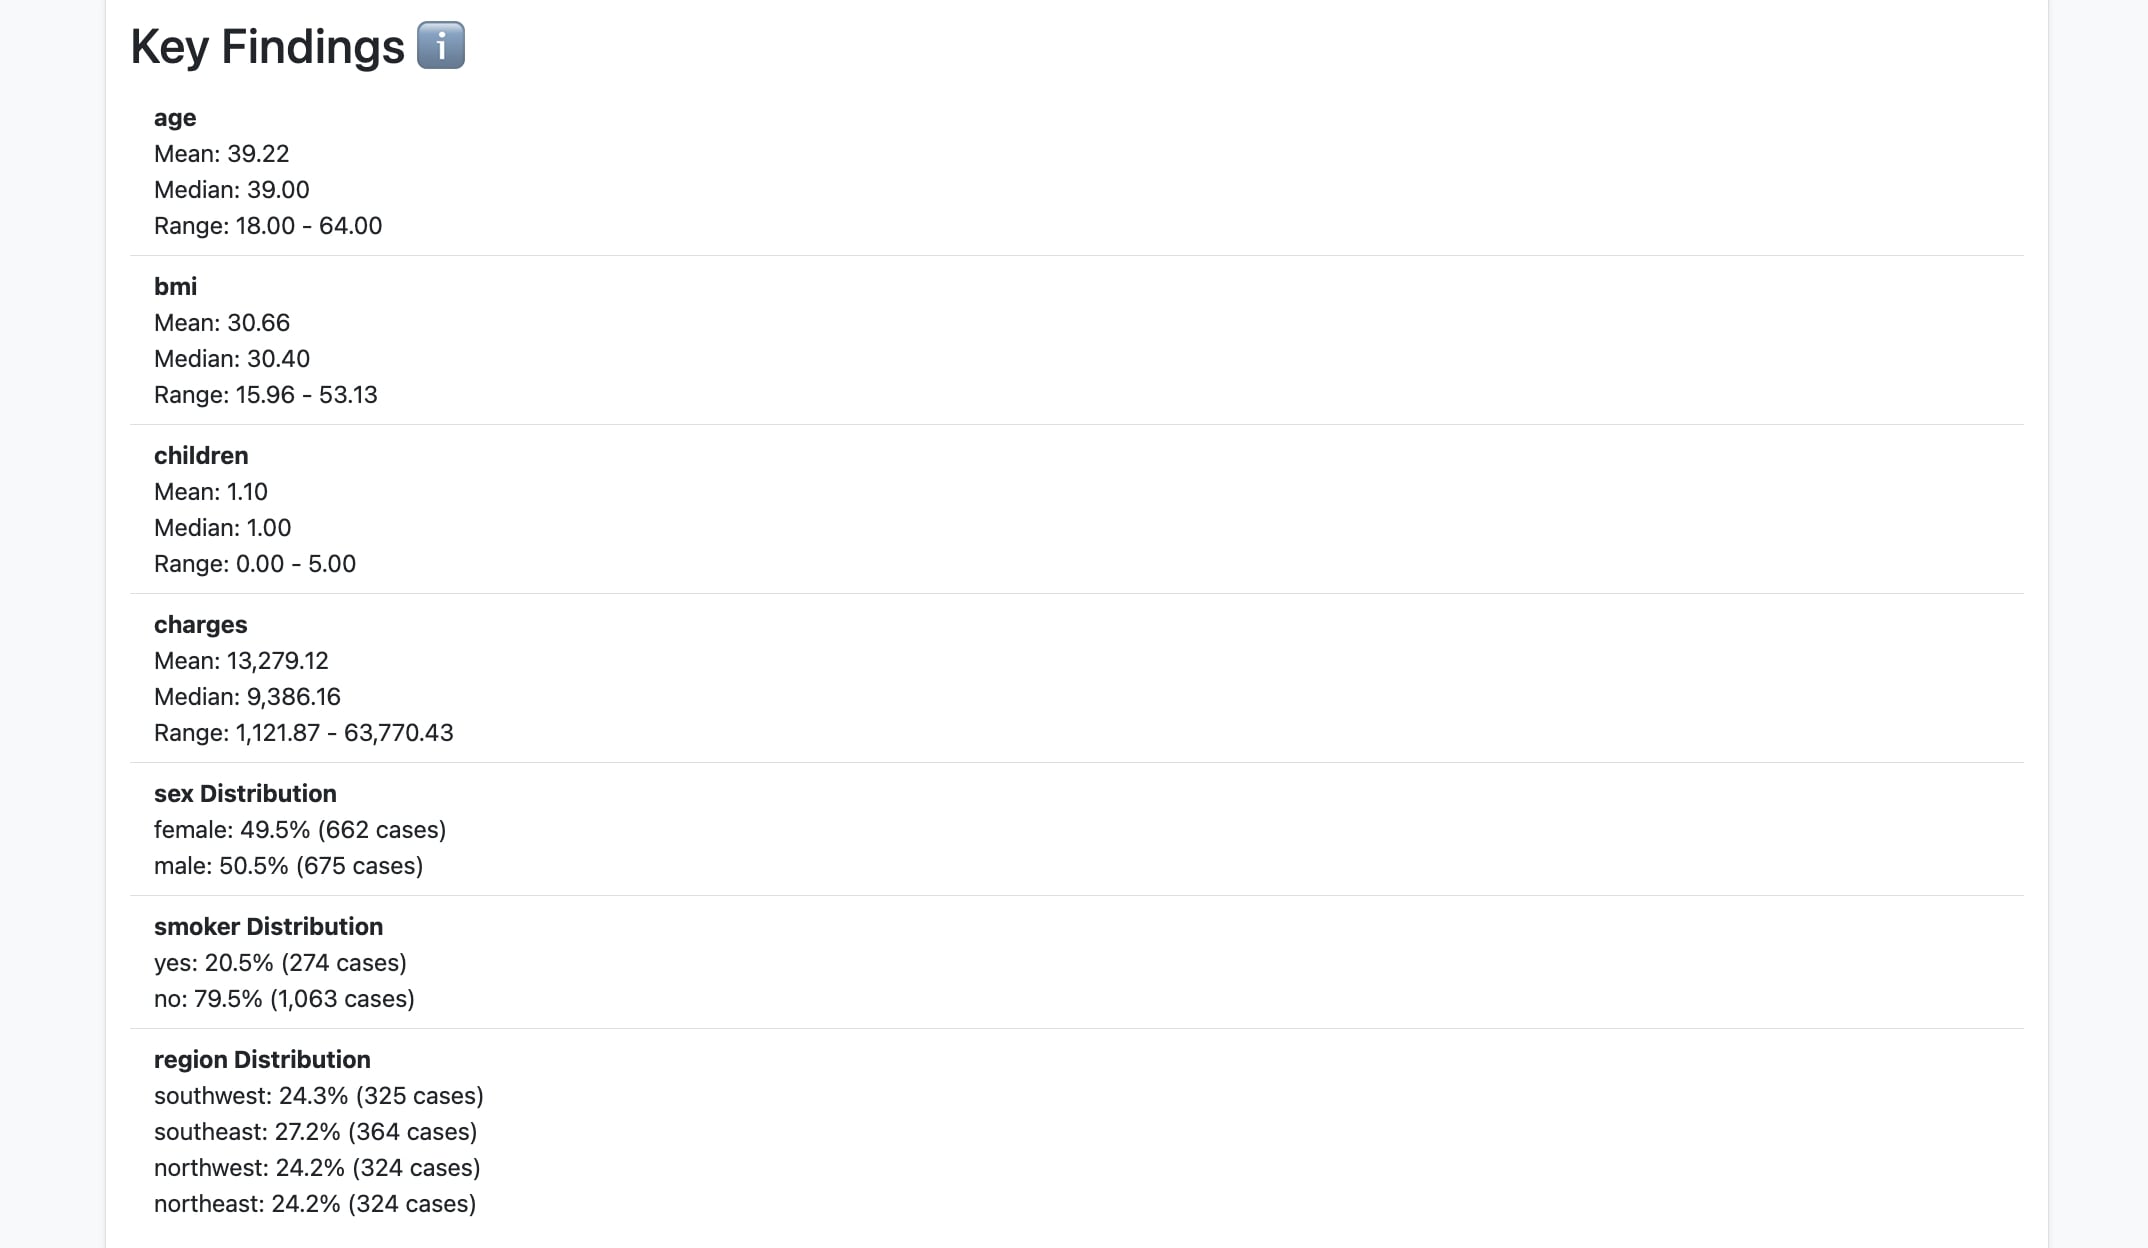 Key Findings ℹ️
age
Mean: 39.22
Median: 39.00
Range: 18.00 - 64.00
bmi
Mean: 30.66
Median: 30.40
Range: 15.96 - 53.13
children
Mean: 1.10
Median: 1.00
Range: 0.00 - 5.00
charges
Mean: 13,279.12
Median: 9,386.16
Range: 1,121.87 - 63,770.43
sex Distribution
female: 49.5% (662 cases)
male: 50.5% (675 cases)
smoker Distribution
yes: 20.5% (274 cases)
no: 79.5% (1,063 cases)
region Distribution
southwest: 24.3% (325 cases)
southeast: 27.2% (364 cases)
northwest: 24.2% (324 cases)
northeast: 24.2% (324 cases)